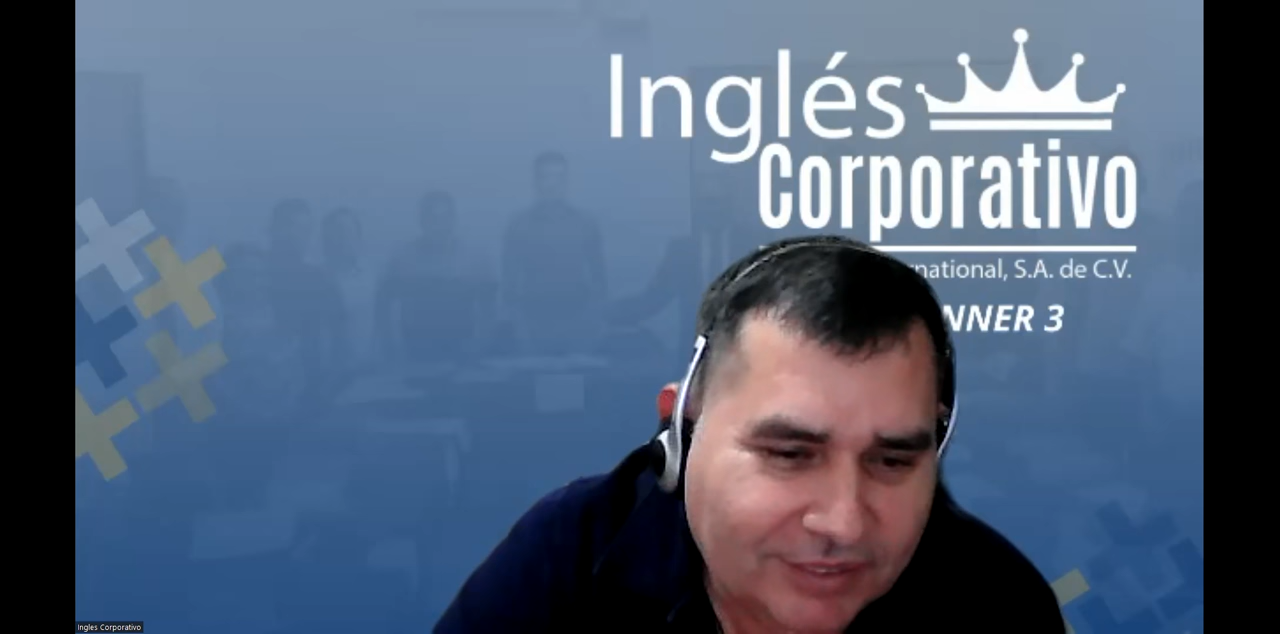 Inglés
Corporativo
national, S.A. de C.V.
NNER 3
Ingles Corporativo